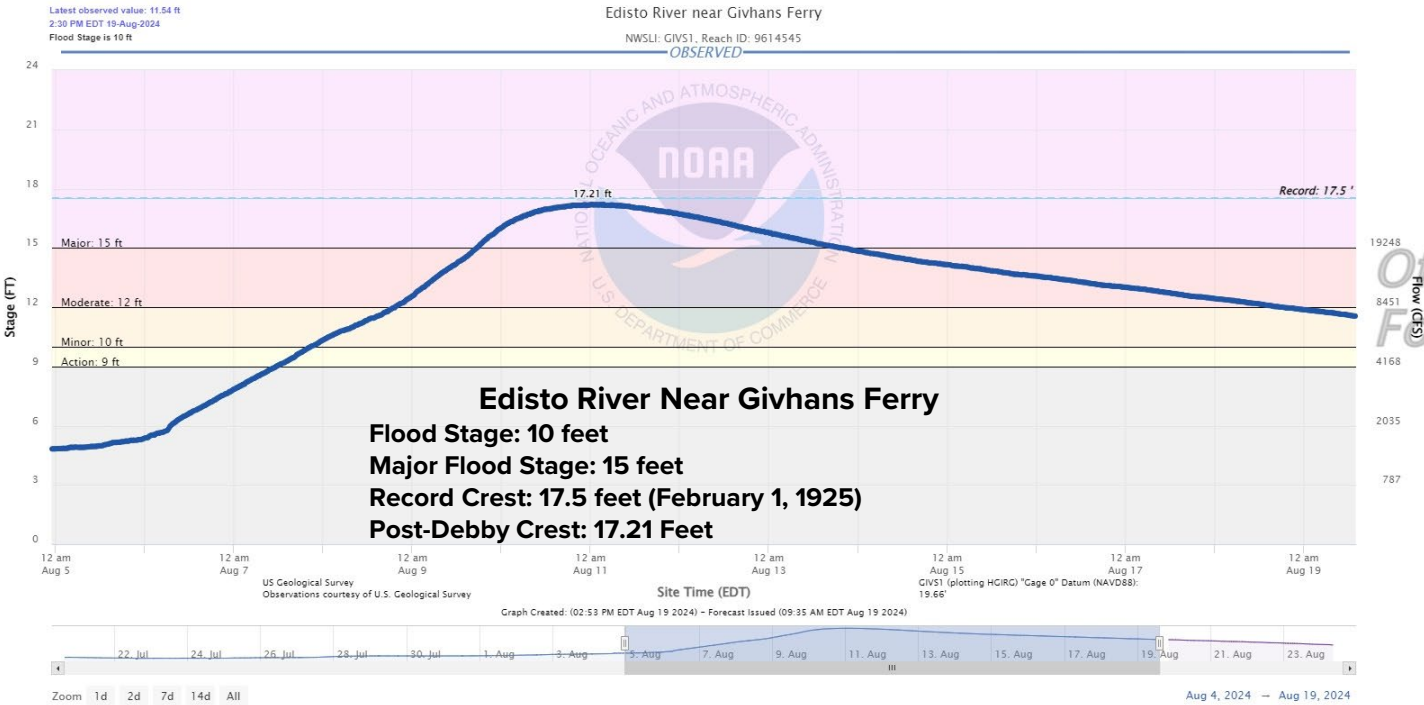 Latest observed value: 11.54 ft
2:30 PM EDT 19-Aug-2024
Flood Stage is 10 ft
Edisto River near Givhans Ferry
NWSLI: GIVS1, Reach ID: 9614545
OBSERVED
24
21
18
15
12
9
6
3
0
Stage (FT)
NATIONAL OCEANIC AND ATMOSPHERIC ADMINISTRATION
NOAA
U.S. DEPARTMENT OF COMMERCE
17.21 ft
Record: 17.5 '
Major: 15 ft
Moderate: 12 ft
Minor: 10 ft
Action: 9 ft
19248
8451
4168
2035
787
Flow (CFS)
Edisto River Near Givhans Ferry
Flood Stage: 10 feet
Major Flood Stage: 15 feet
Record Crest: 17.5 feet (February 1, 1925)
Post-Debby Crest: 17.21 Feet
12 am 12 am 12 am 12 am 12 am 12 am 12 am 12 am
Aug 5 Aug 7 Aug 9 Aug 11 Aug 13 Aug 15 Aug 17 Aug 19
US Geological Survey
Observations courtesy of U.S. Geological Survey
Site Time (EDT)
GIVS1 (plotting HGIRG) "Gage 0" Datum (NAVD88):
19.66'
Graph Created: (02:53 PM EDT Aug 19 2024) - Forecast Issued (09:35 AM EDT Aug 19 2024)
22. Jul 24. Jul 26. Jul 28. Jul 30. Jul 1. Aug 3. Aug 5. Aug 7. Aug 9. Aug 11. Aug 13. Aug 15. Aug 17. Aug 19. Aug 21. Aug 23. Aug
Zoom 1d 2d 7d 14d All
Aug 4, 2024 → Aug 19, 2024